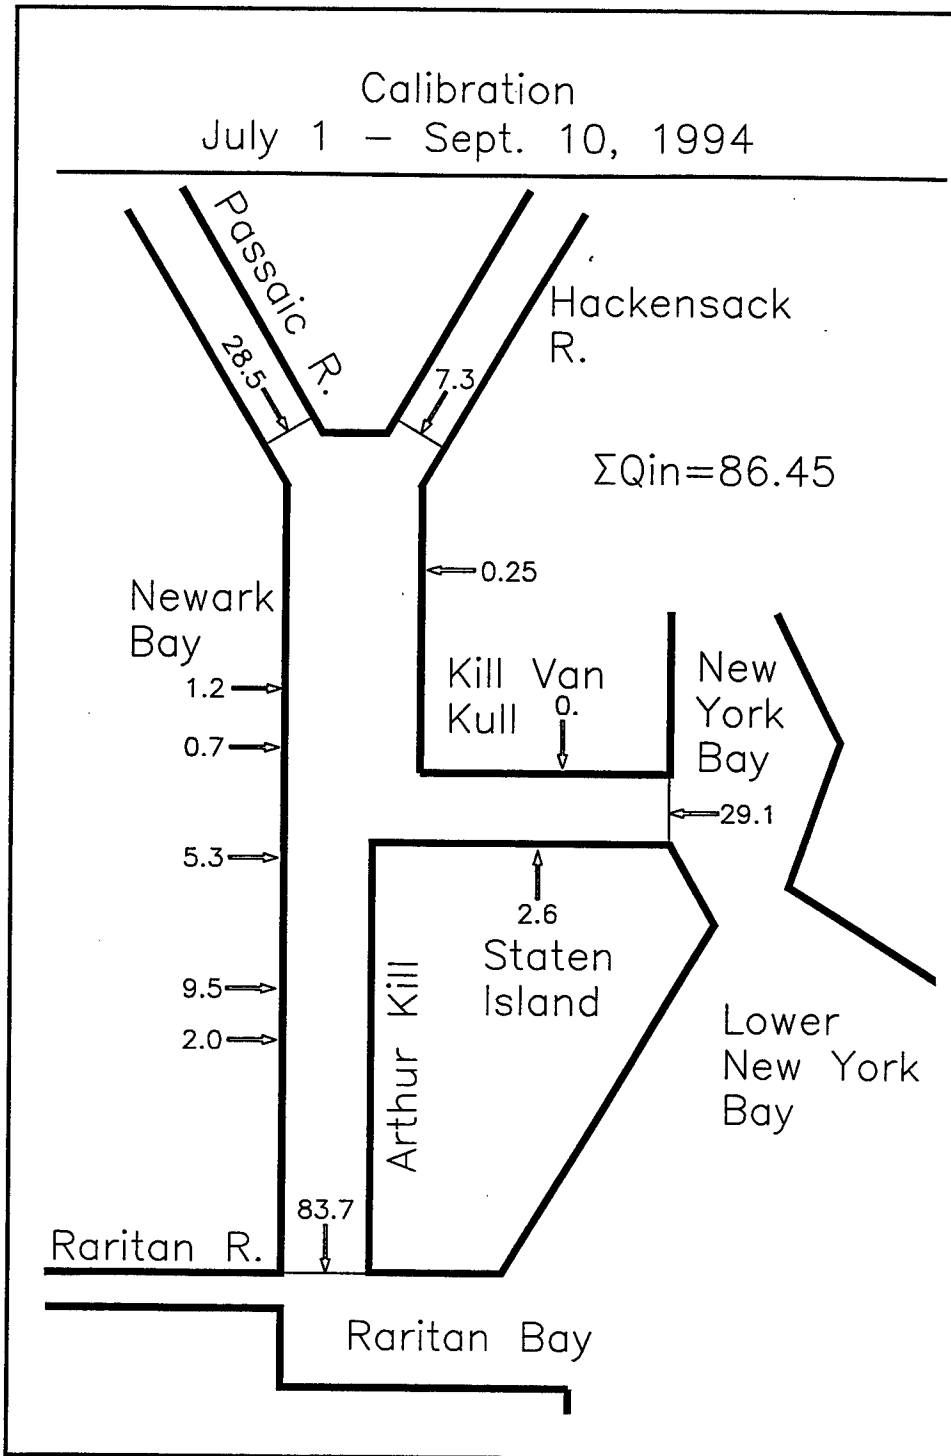 Calibration
July 1 – Sept. 10, 1994
Passaic R.
Hackensack
R.
28.5
7.3
ΣQin=86.45
0.25
Newark
Bay
1.2
0.7
Kill Van
Kull
0.
New
York
Bay
29.1
5.3
2.6
Staten
Island
9.5
2.0
Arthur Kill
Lower
New York
Bay
83.7
Raritan R.
Raritan Bay